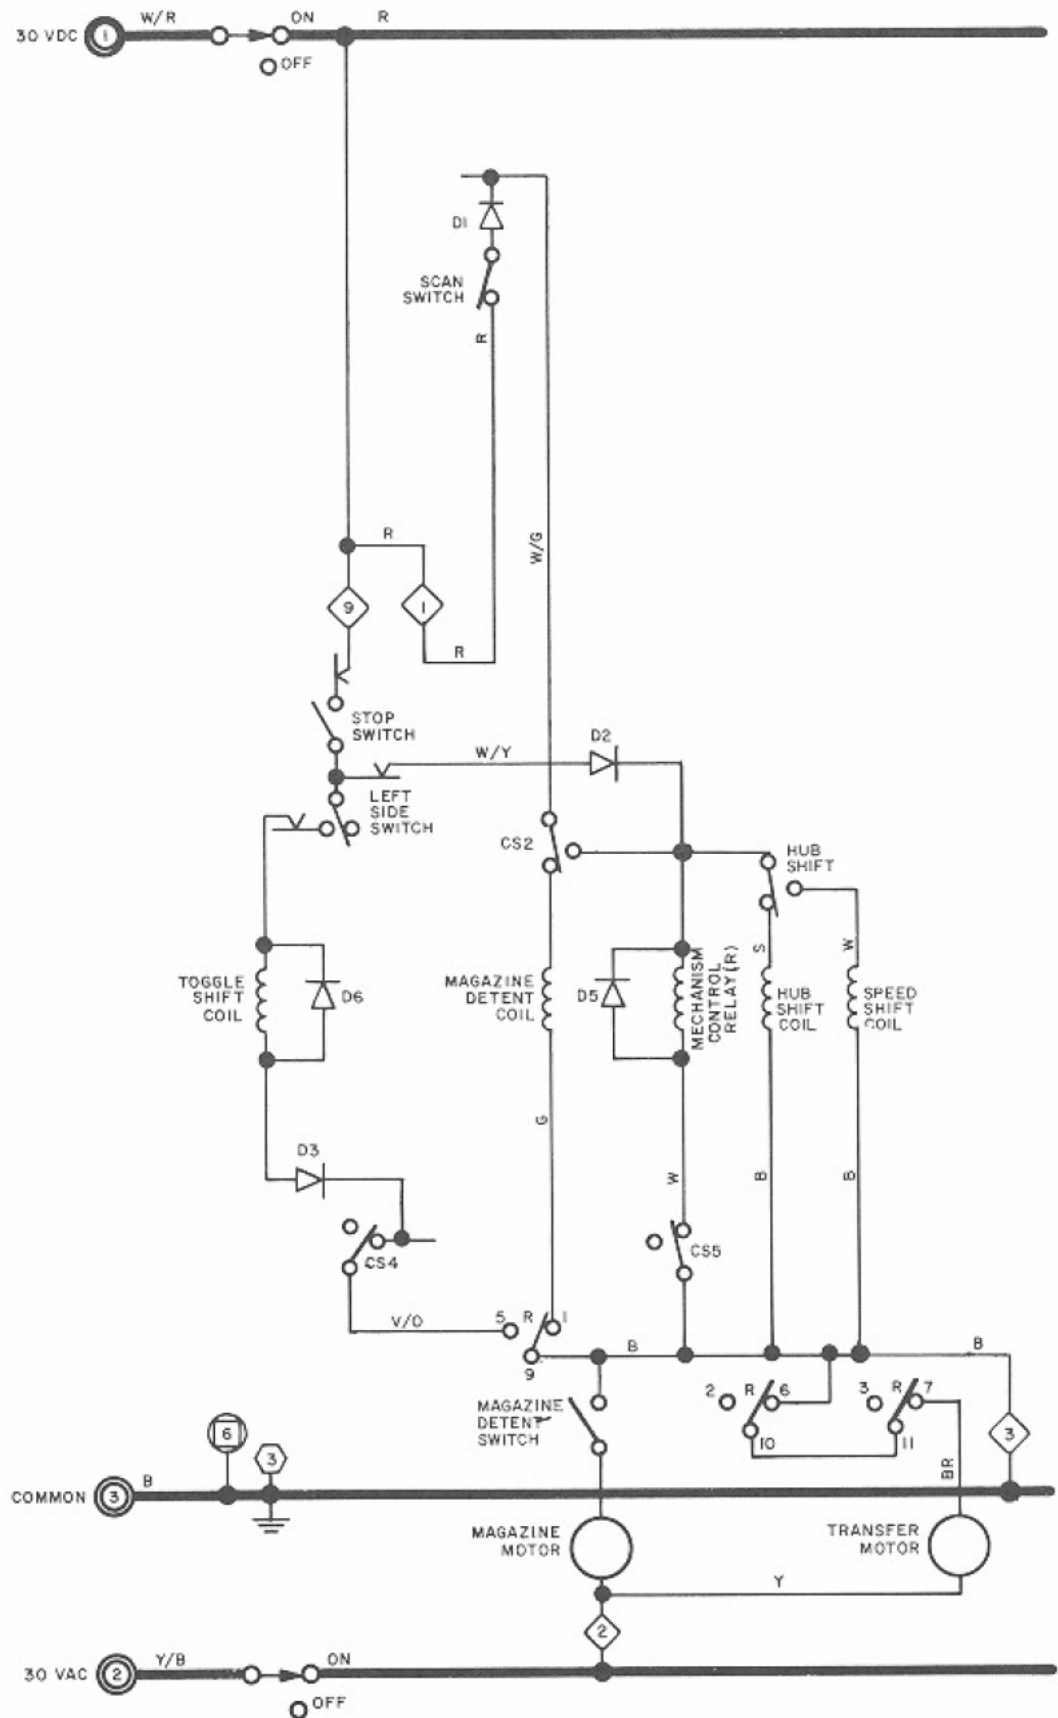 W/R
ON
R
30 VDC
1
OFF
D1
SCAN
SWITCH
R
W/G
R
9
1
R
STOP
SWITCH
D2
W/Y
LEFT
SIDE
SWITCH
CS2
HUB
SHIFT
S
W
TOGGLE
SHIFT
COIL
D6
MAGAZINE
DETENT
COIL
D5
MECHANISM
CONTROL
RELAY(R)
HUB
SHIFT
COIL
SPEED
SHIFT
COIL
G
D3
W
B
B
CS4
CS5
V/O
5
R
1
9
B
B
MAGAZINE
DETENT
SWITCH
2
R
6
10
3
R
7
11
3
6
3
BR
B
COMMON
3
MAGAZINE
MOTOR
TRANSFER
MOTOR
Y
2
Y/B
ON
30 VAC
2
OFF